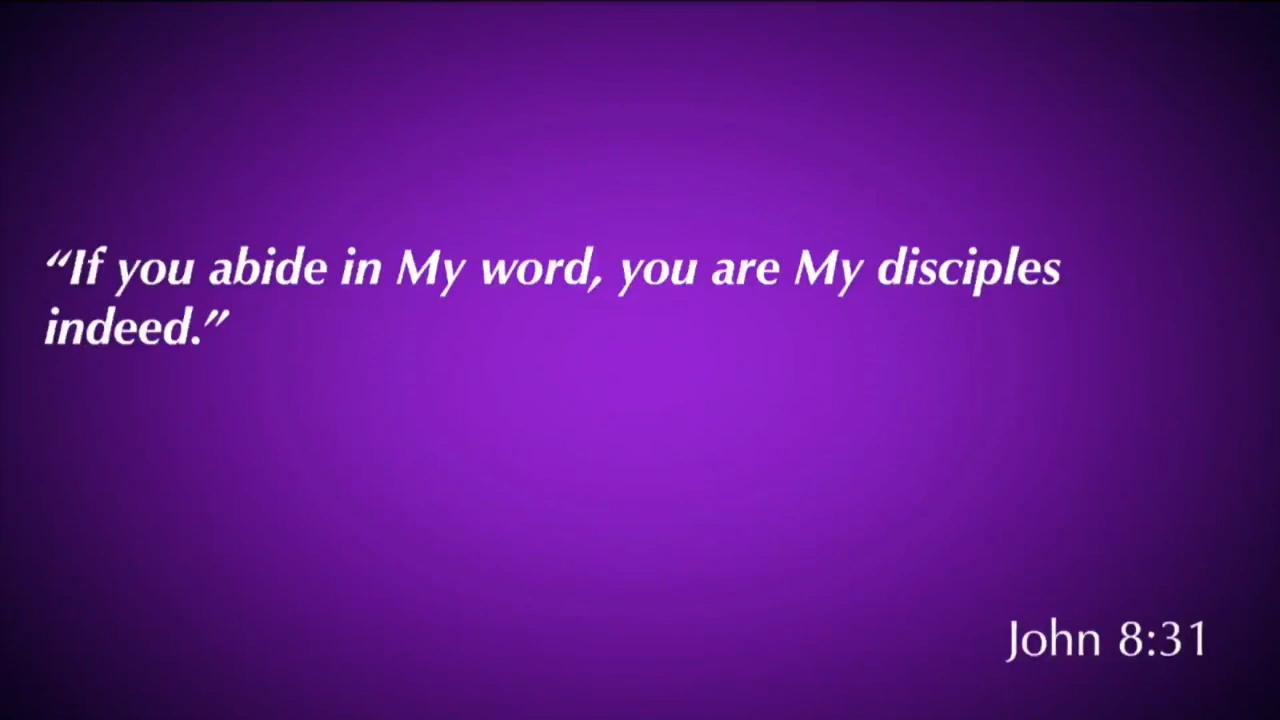 “If you abide in My word, you are My disciples
indeed.”
John 8:31